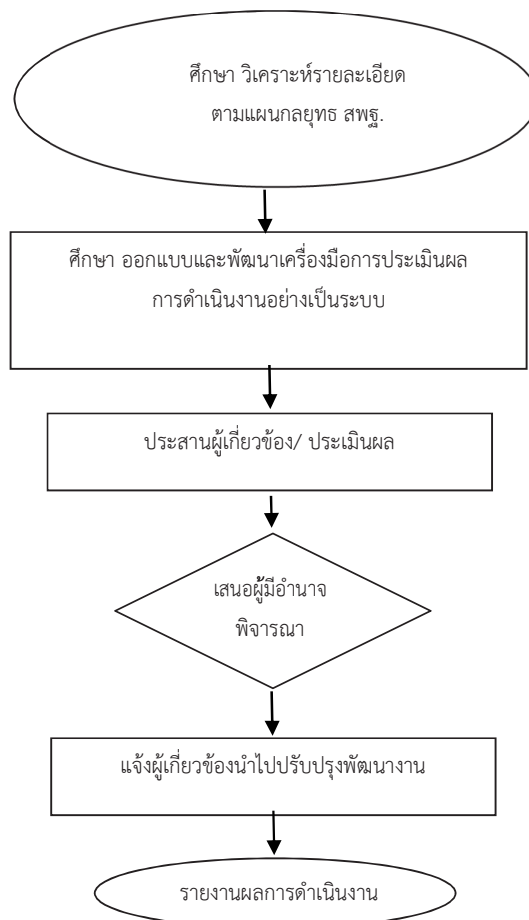 ศึกษา วิเคราะห์รายละเอียด
ตามแผนกลยุทธ สพฐ.
ศึกษา ออกแบบและพัฒนาเครื่องมือการประเมินผล
การดำเนินงานอย่างเป็นระบบ
ประสานผู้เกี่ยวข้อง/ ประเมินผล
เสนอผู้มีอำนาจ
พิจารณา
แจ้งผู้เกี่ยวข้องนำไปปรับปรุงพัฒนางาน
รายงานผลการดำเนินงาน